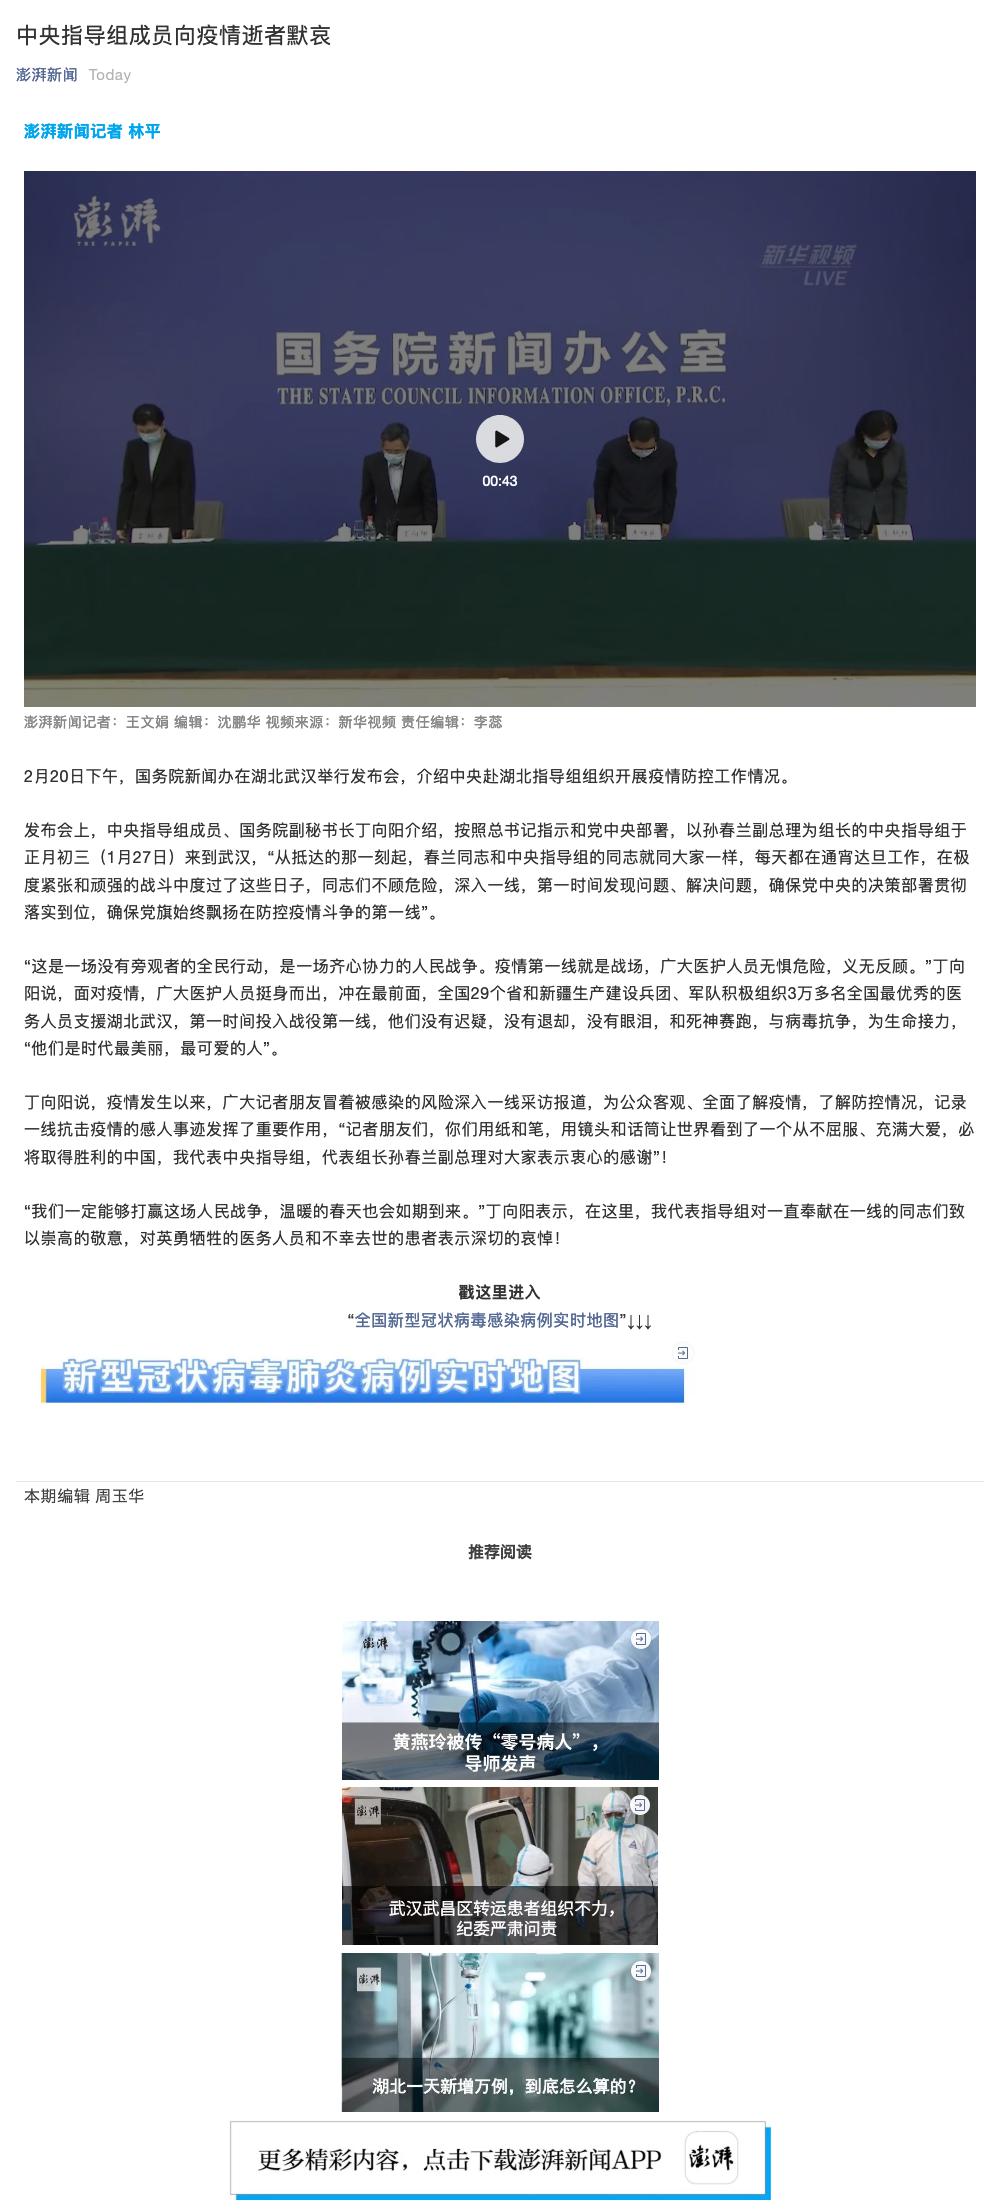 中央指导组成员向疫情逝者默哀
澎湃新闻 Today
澎湃新闻记者 林平
澎湃
THE PAPER
新华视频
LIVE
国务院新闻办公室
THE STATE COUNCIL INFORMATION OFFICE, P.R.C.
00:43
澎湃新闻记者：王文娟 编辑：沈鹏华 视频来源：新华视频 责任编辑：李蕊
2月20日下午，国务院新闻办在湖北武汉举行发布会，介绍中央赴湖北指导组组织开展疫情防控工作情况。
发布会上，中央指导组成员、国务院副秘书长丁向阳介绍，按照总书记指示和党中央部署，以孙春兰副总理为组长的中央指导组于
正月初三（1月27日）来到武汉，“从抵达的那一刻起，春兰同志和中央指导组的同志就同大家一样，每天都在通宵达旦工作，在极
度紧张和顽强的战斗中度过了这些日子，同志们不顾危险，深入一线，第一时间发现问题、解决问题，确保党中央的决策部署贯彻
落实到位，确保党旗始终飘扬在防控疫情斗争的第一线”。
“这是一场没有旁观者的全民行动，是一场齐心协力的人民战争。疫情第一线就是战场，广大医护人员无惧危险，义无反顾。”丁向
阳说，面对疫情，广大医护人员挺身而出，冲在最前面，全国29个省和新疆生产建设兵团、军队积极组织3万多名全国最优秀的医
务人员支援湖北武汉，第一时间投入战役第一线，他们没有迟疑，没有退却，没有眼泪，和死神赛跑，与病毒抗争，为生命接力，
“他们是时代最美丽，最可爱的人”。
丁向阳说，疫情发生以来，广大记者朋友冒着被感染的风险深入一线采访报道，为公众客观、全面了解疫情，了解防控情况，记录
一线抗击疫情的感人事迹发挥了重要作用，“记者朋友们，你们用纸和笔，用镜头和话筒让世界看到了一个从不屈服、充满大爱，必
将取得胜利的中国，我代表中央指导组，代表组长孙春兰副总理对大家表示衷心的感谢”！
“我们一定能够打赢这场人民战争，温暖的春天也会如期到来。”丁向阳表示，在这里，我代表指导组对一直奉献在一线的同志们致
以崇高的敬意，对英勇牺牲的医务人员和不幸去世的患者表示深切的哀悼！
戳这里进入
“全国新型冠状病毒感染病例实时地图”↓↓↓
新型冠状病毒肺炎病例实时地图
本期编辑 周玉华
推荐阅读
澎湃
黄燕玲被传“零号病人”，
导师发声
澎湃
武汉武昌区转运患者组织不力，
纪委严肃问责
澎湃
湖北一天新增万例，到底怎么算的？
更多精彩内容，点击下载澎湃新闻APP 澎湃